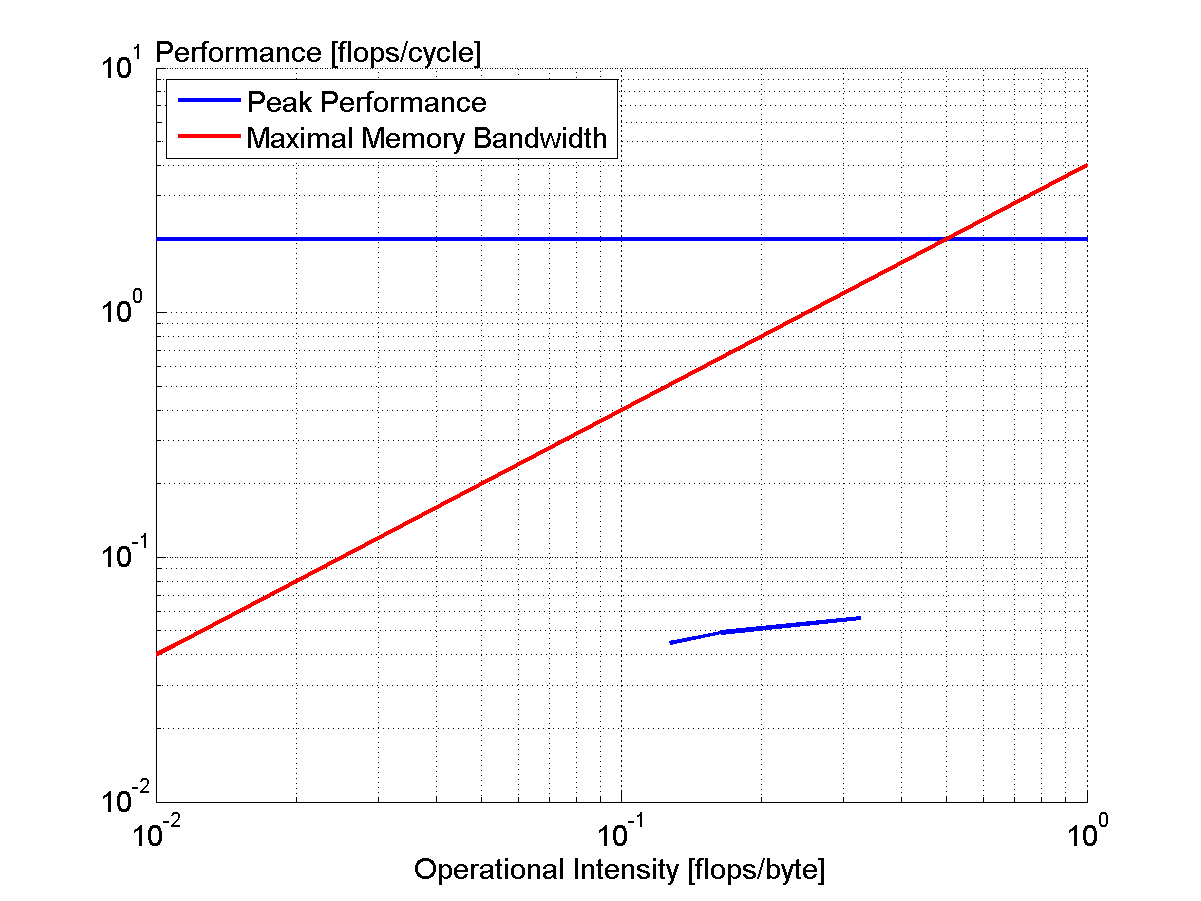 Performance [flops/cycle]
10^1
Peak Performance
Maximal Memory Bandwidth
10^0
10^-1
10^-2
10^-2 10^-1 10^0
Operational Intensity [flops/byte]